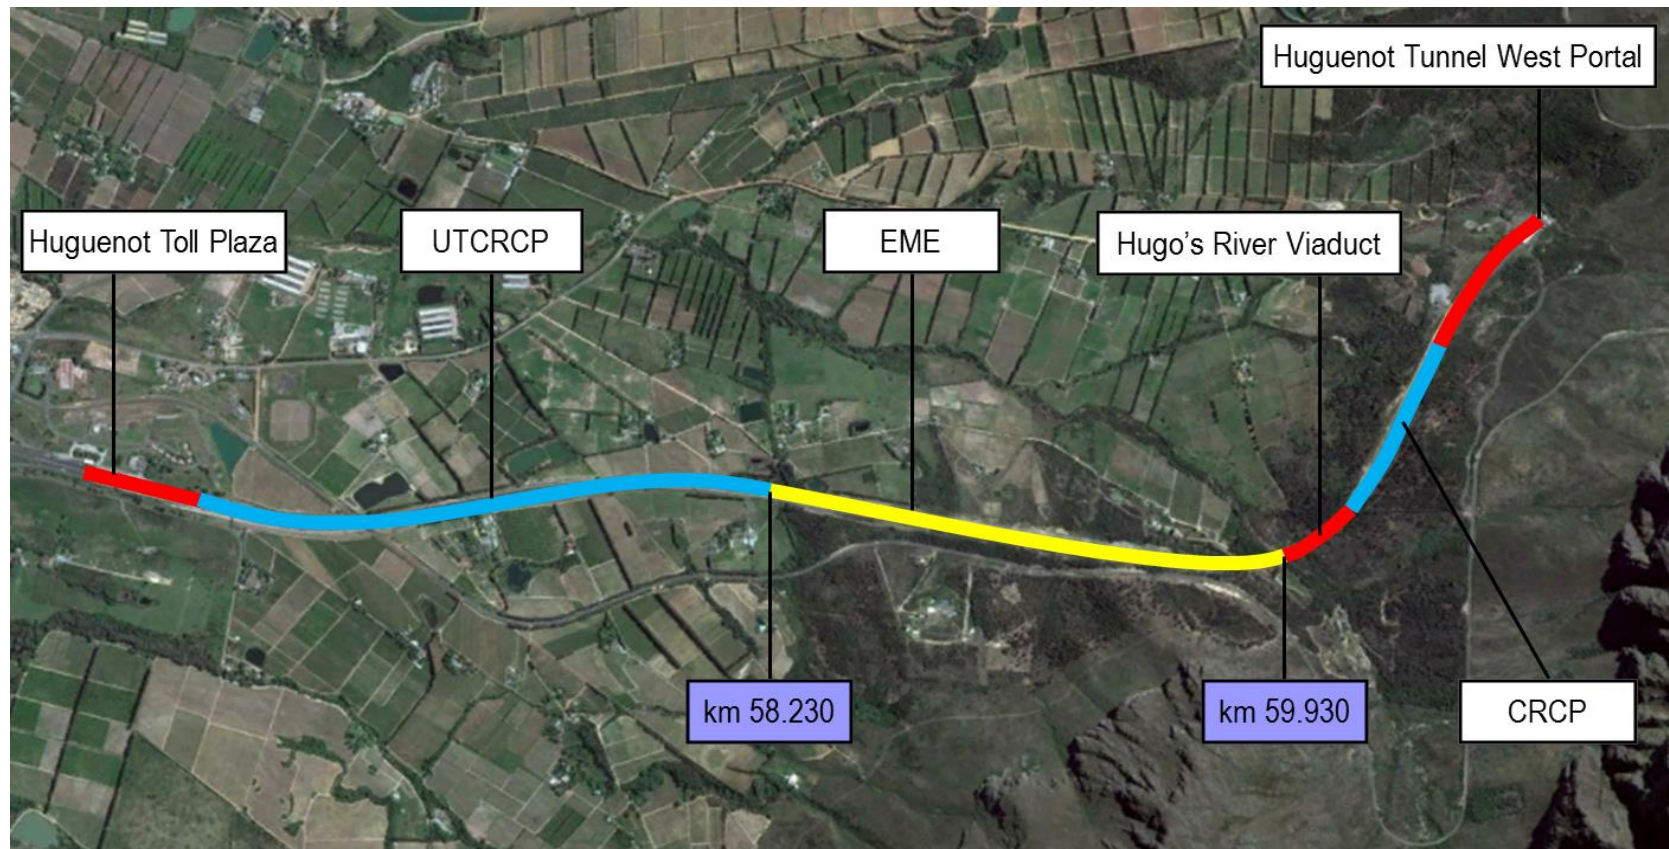 Huguenot Tunnel West Portal
Huguenot Toll Plaza
UTCRCP
EME
Hugo's River Viaduct
km 58.230
km 59.930
CRCP